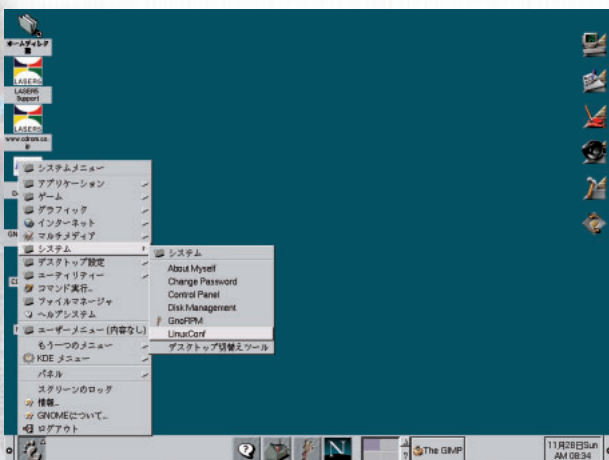 ホームディレクトリ
LASER5
LASER5 Support
LASER5
www.cdrom.co.jp
システムメニュー
アプリケーション
ゲーム
グラフィック
インターネット
マルチメディア
システム
デスクトップ設定
ユーティリティー
コマンド実行...
ファイルマネージャ
ヘルプシステム
ユーザーメニュー (内容なし)
もう一つのメニュー
KDE メニュー
パネル
スクリーンのロック
情報...
GNOMEについて...
ログアウト
システム
About Myself
Change Password
Control Panel
Disk Management
GnoRPM
LinuxConf
デスクトップ切替えツール
The GIMP
11月28日Sun
AM 08:34